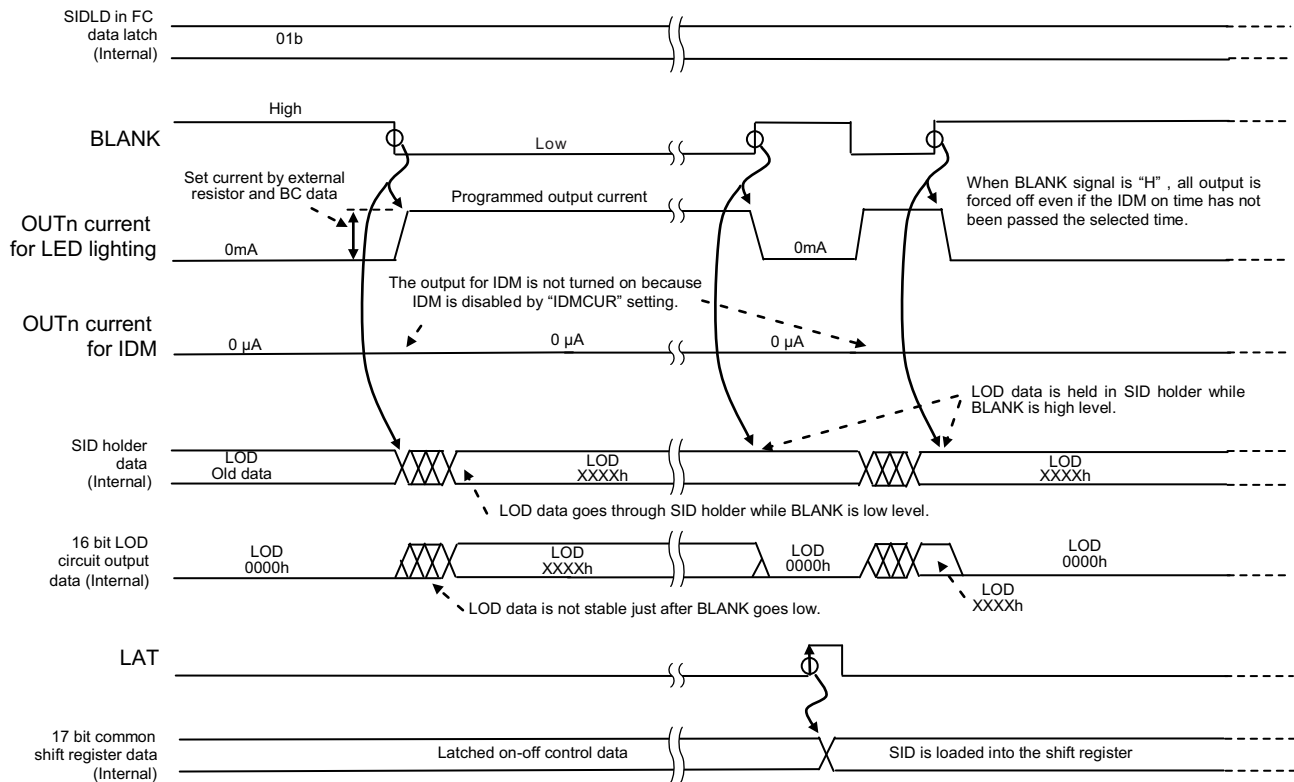 SIDLD in FC
data latch
(Internal)
01b
BLANK
High
Low
Set current by external
resistor and BC data
Programmed output current
When BLANK signal is “H” , all output is
forced off even if the IDM on time has not
been passed the selected time.
OUTn current
for LED lighting
0mA
0mA
The output for IDM is not turned on because
IDM is disabled by “IDMCUR” setting.
OUTn current
for IDM
0 µA
0 µA
0 µA
LOD data is held in SID holder while
BLANK is high level.
SID holder
data
(Internal)
LOD
Old data
LOD
XXXXh
LOD
XXXXh
LOD data goes through SID holder while BLANK is low level.
16 bit LOD
circuit output
data (Internal)
LOD
0000h
LOD
XXXXh
LOD
0000h
LOD
0000h
LOD
XXXXh
LOD data is not stable just after BLANK goes low.
LAT
17 bit common
shift register data
(Internal)
Latched on-off control data
SID is loaded into the shift register